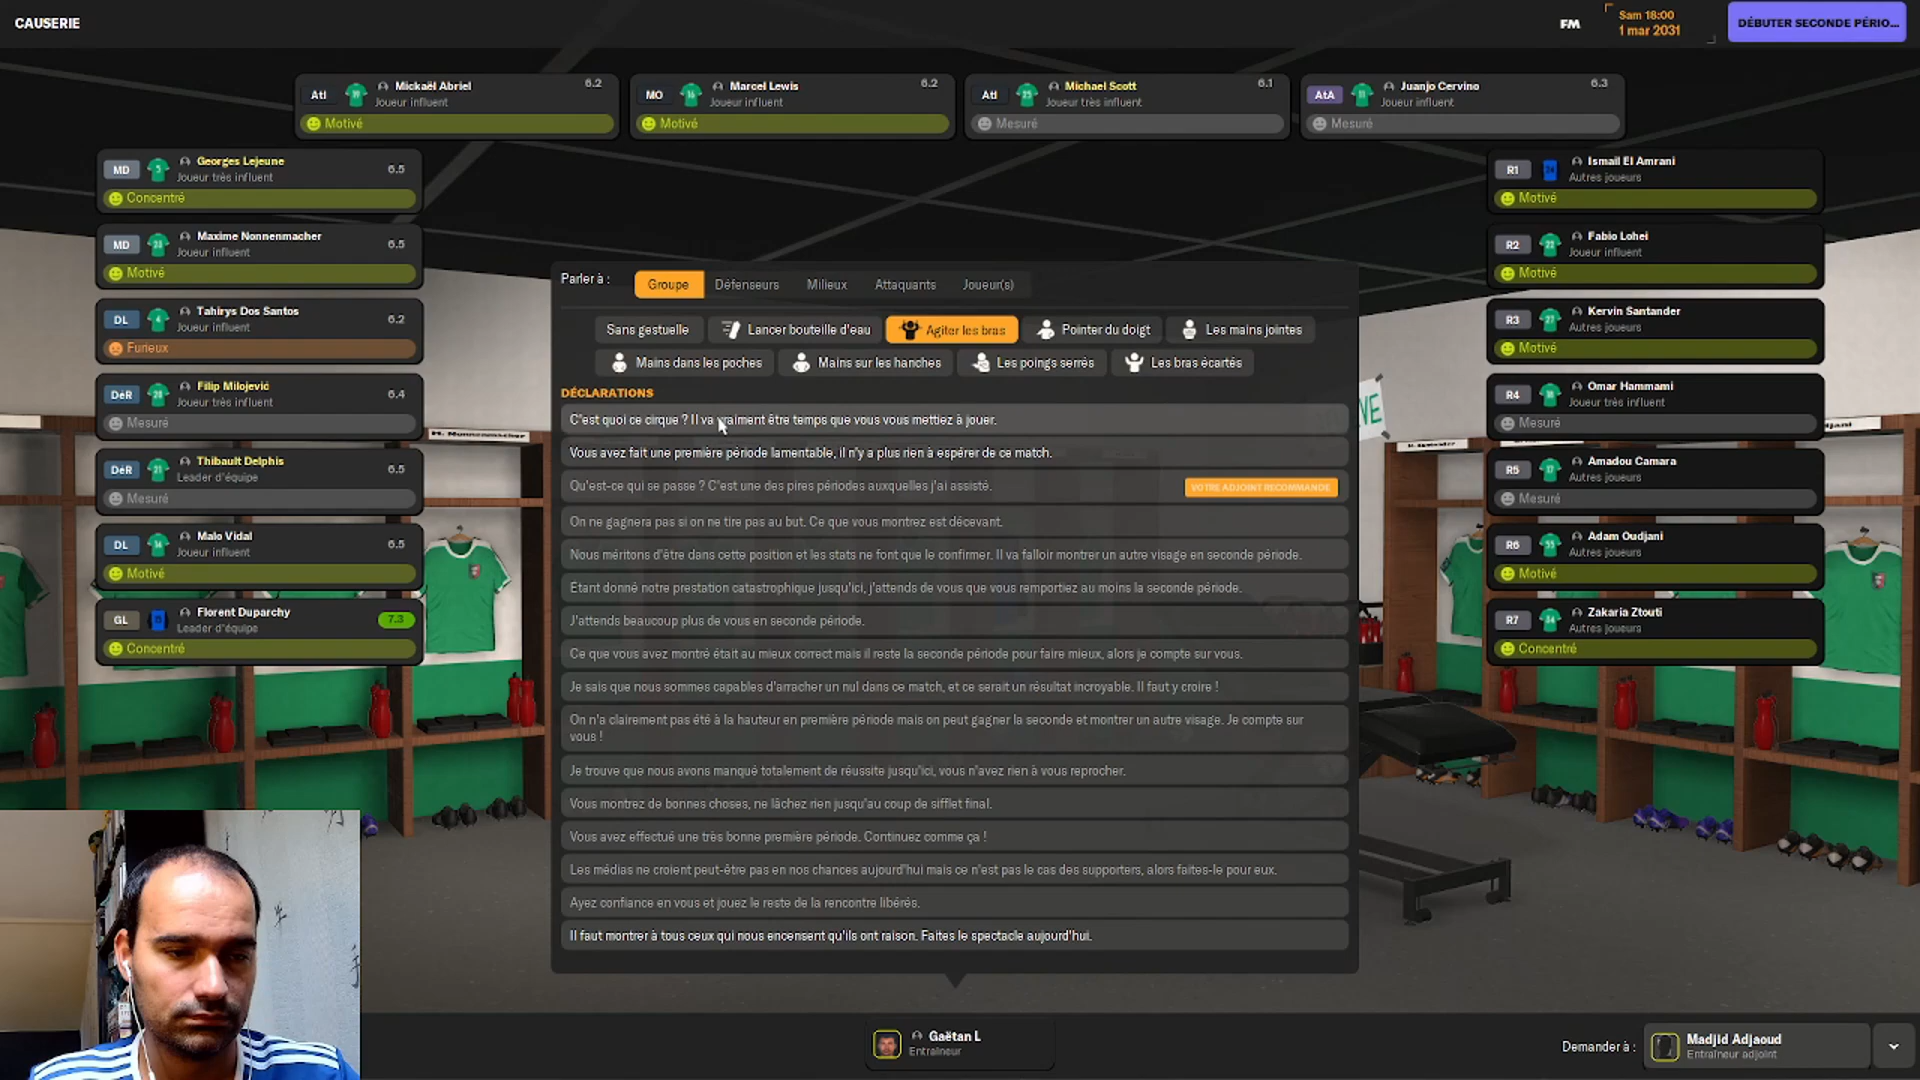 CAUSERIE
FM
Sam 18:00
1 mar 2031
DÉBUTER SECONDE PÉRIO...
AtI
Mickaël Abriel
6.2
Joueur influent
Motivé
MO
Marcel Lewis
6.2
Joueur influent
Motivé
AtI
Michael Scott
6.1
Joueur très influent
Mesuré
AtA
Juanjo Cervino
6.3
Joueur influent
Mesuré
MD
Georges Lejeune
6.5
Joueur très influent
Concentré
MD
Maxime Nonnenmacher
6.5
Joueur influent
Motivé
DL
Tahirys Dos Santos
6.2
Joueur influent
Furieux
DéR
Filip Milojević
6.4
Joueur très influent
Mesuré
DéR
Thibault Delphis
6.5
Leader d'équipe
Mesuré
DL
Malo Vidal
6.5
Joueur influent
Motivé
GL
Florent Duparchy
7.3
Leader d'équipe
Concentré
Parler à :
Groupe
Défenseurs
Milieux
Attaquants
Joueur(s)
Sans gestuelle
Lancer bouteille d'eau
Agiter les bras
Pointer du doigt
Les mains jointes
Mains dans les poches
Mains sur les hanches
Les poings serrés
Les bras écartés
DÉCLARATIONS
C'est quoi ce cirque ? Il va vraiment être temps que vous vous mettiez à jouer.
Vous avez fait une première période lamentable, il n'y a plus rien à espérer de ce match.
Qu'est-ce qui se passe ? C'est une des pires périodes auxquelles j'ai assisté.
VOTRE ADJOINT RECOMMANDE
On ne gagnera pas si on ne tire pas au but. Ce que vous montrez est décevant.
Nous méritons d'être dans cette position et les stats ne font que le confirmer. Il va falloir montrer un autre visage en seconde période.
Étant donné notre prestation catastrophique jusqu'ici, j'attends de vous que vous remportiez au moins la seconde période.
J'attends beaucoup plus de vous en seconde période.
Ce que vous avez montré était au mieux correct mais il reste la seconde période pour faire mieux, alors je compte sur vous.
Je sais que nous sommes capables d'arracher un nul dans ce match, et ce serait un résultat incroyable. Il faut y croire !
On n'a clairement pas été à la hauteur en première période mais on peut gagner la seconde et montrer un autre visage. Je compte sur
vous !
Je trouve que nous avons manqué totalement de réussite jusqu'ici, vous n'avez rien à vous reprocher.
Vous montrez de bonnes choses, ne lâchez rien jusqu'au coup de sifflet final.
Vous avez effectué une très bonne première période. Continuez comme ça !
Les médias ne croient peut-être pas en nos chances aujourd'hui mais ce n'est pas le cas des supporters, alors faites-le pour eux.
Ayez confiance en vous et jouez le reste de la rencontre libérés.
Il faut montrer à tous ceux qui nous encensent qu'ils ont raison. Faites le spectacle aujourd'hui.
R1
Ismail El Amrani
Autres joueurs
Motivé
R2
Fabio Lohei
Joueur influent
Motivé
R3
Kervin Santander
Autres joueurs
Motivé
R4
Omar Hammami
Joueur très influent
Mesuré
R5
Amadou Camara
Autres joueurs
Mesuré
R6
Adam Oudjani
Autres joueurs
Motivé
R7
Zakaria Ztouti
Autres joueurs
Concentré
Gaëtan L
Entraîneur
Demander à :
Madjid Adjaoud
Entraîneur adjoint